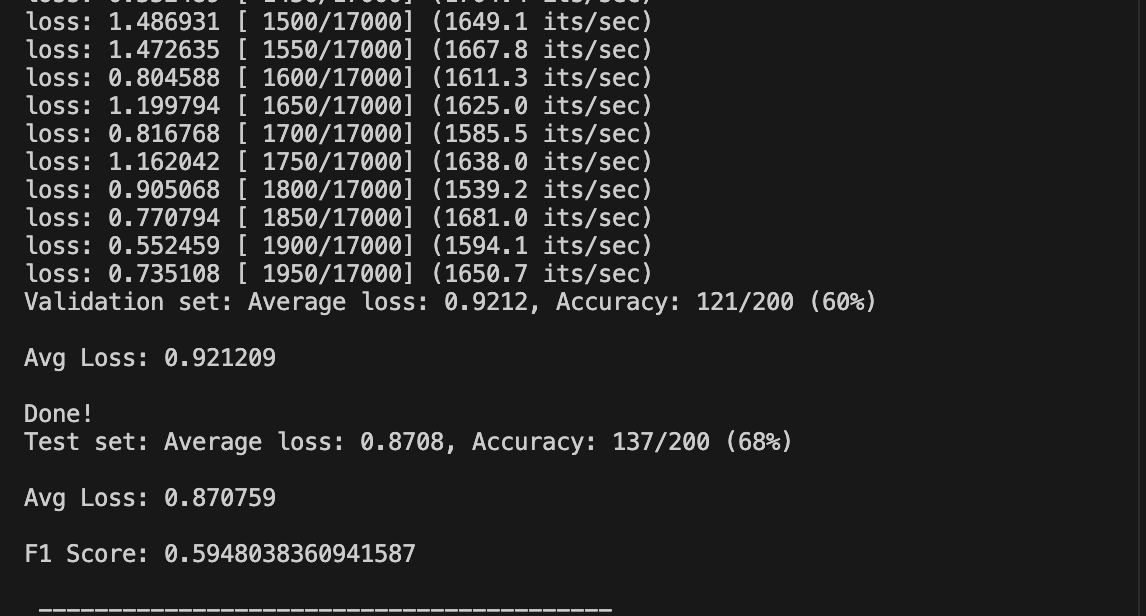 loss: 1.486931 [ 1500/17000] (1649.1 its/sec)
loss: 1.472635 [ 1550/17000] (1667.8 its/sec)
loss: 0.804588 [ 1600/17000] (1611.3 its/sec)
loss: 1.199794 [ 1650/17000] (1625.0 its/sec)
loss: 0.816768 [ 1700/17000] (1585.5 its/sec)
loss: 1.162042 [ 1750/17000] (1638.0 its/sec)
loss: 0.905068 [ 1800/17000] (1539.2 its/sec)
loss: 0.770794 [ 1850/17000] (1681.0 its/sec)
loss: 0.552459 [ 1900/17000] (1594.1 its/sec)
loss: 0.735108 [ 1950/17000] (1650.7 its/sec)
Validation set: Average loss: 0.9212, Accuracy: 121/200 (60%)
Avg Loss: 0.921209
Done!
Test set: Average loss: 0.8708, Accuracy: 137/200 (68%)
Avg Loss: 0.870759
F1 Score: 0.5948038360941587